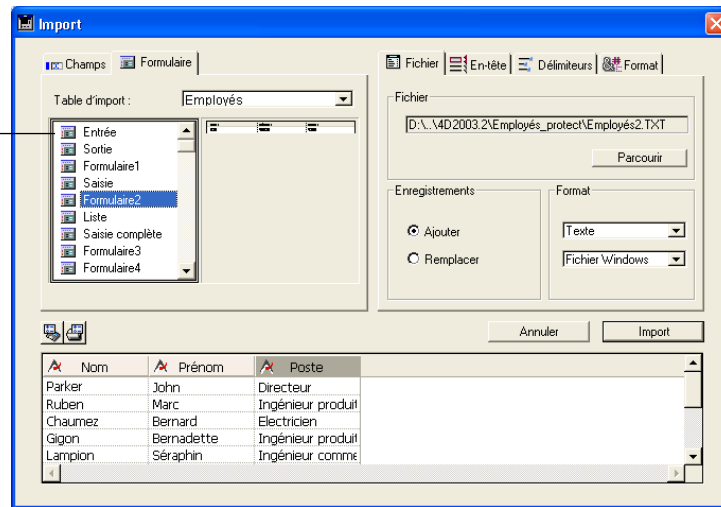 Import
Champs
Formulaire
Table d'import :
Employés
Entrée
Sortie
Formulaire1
Saisie
Formulaire2
Liste
Saisie complète
Formulaire3
Formulaire4
Fichier
En-tête
Délimiteurs
Format
Fichier
D:\..\4D2003.2\Employés_protect\Employés2.TXT
Parcourir
Enregistrements
Ajouter
Remplacer
Format
Texte
Fichier Windows
Annuler
Import
Nom Prénom Poste
Parker John Directeur
Ruben Marc Ingénieur produit
Chaumez Bernard Electricien
Gigon Bernadette Ingénieur produit
Lampion Séraphin Ingénieur comme